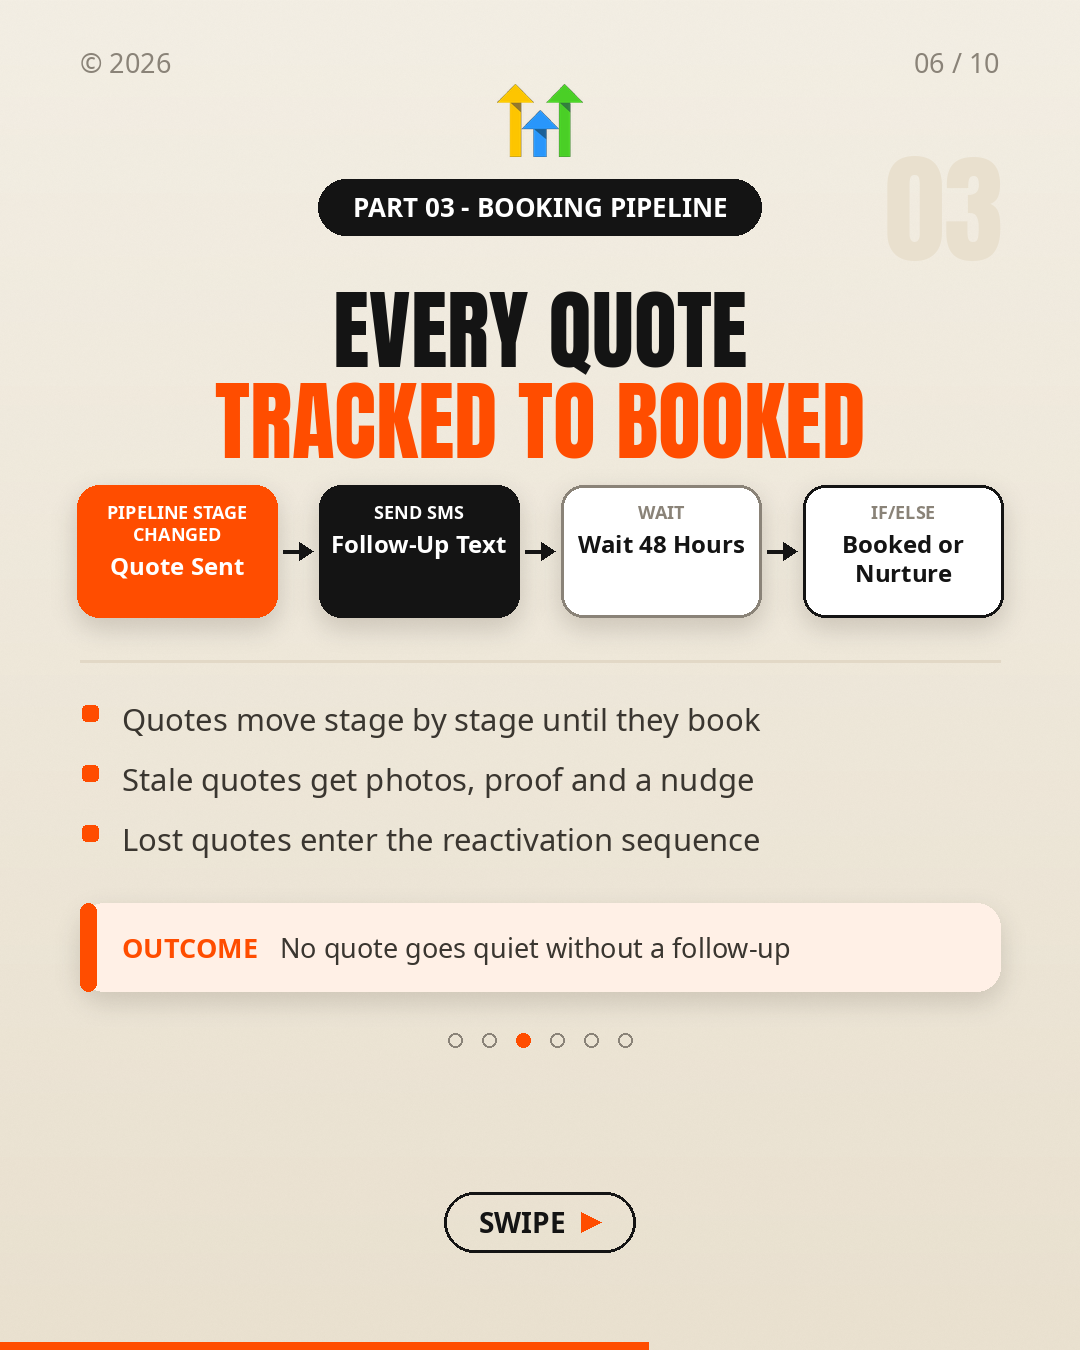 © 2026
06 / 10
PART 03 - BOOKING PIPELINE
03
EVERY QUOTE
TRACKED TO BOOKED
PIPELINE STAGE
CHANGED
Quote Sent
SEND SMS
Follow-Up Text
WAIT
Wait 48 Hours
IF/ELSE
Booked or
Nurture
Quotes move stage by stage until they book
Stale quotes get photos, proof and a nudge
Lost quotes enter the reactivation sequence
OUTCOME No quote goes quiet without a follow-up
SWIPE